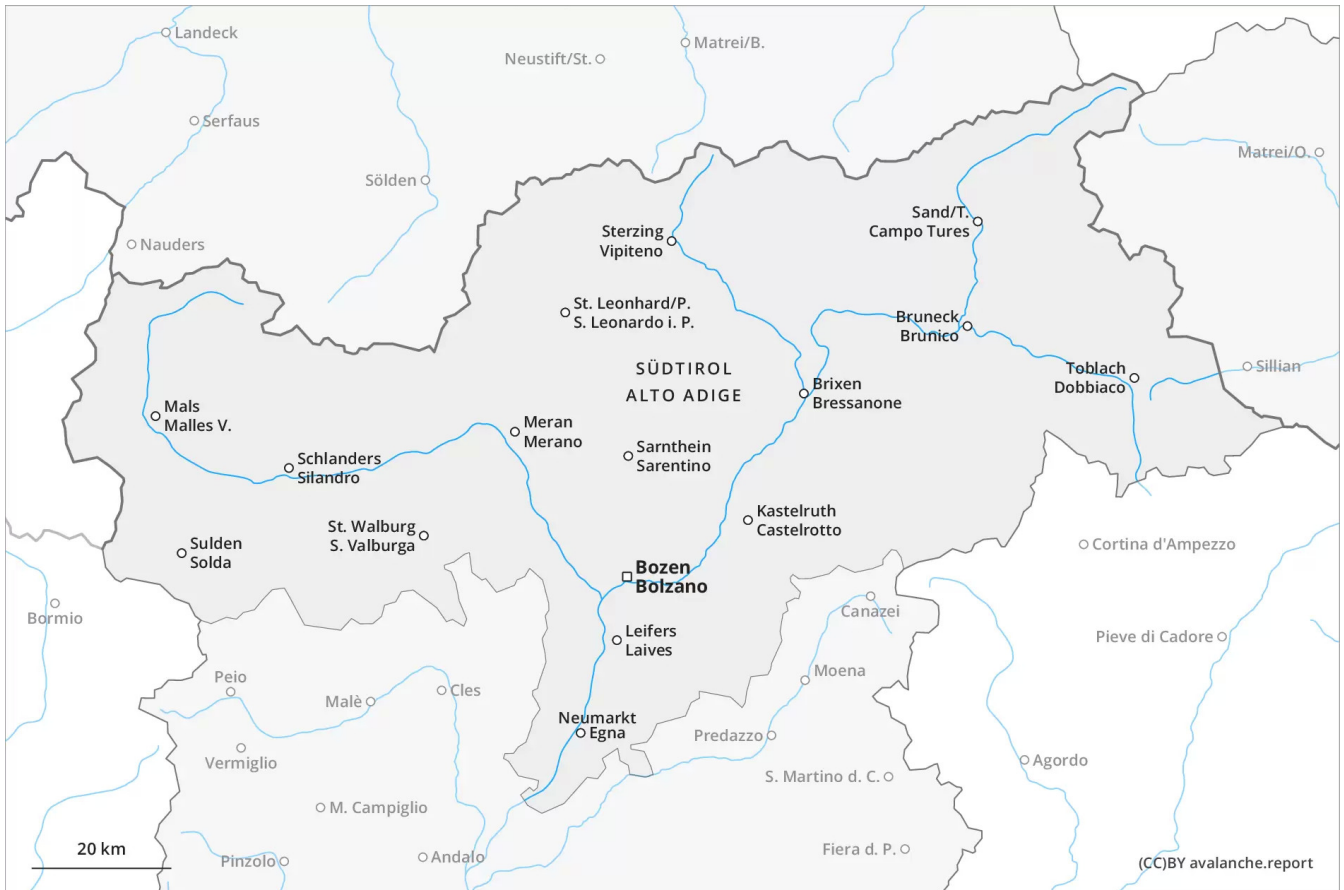 Landeck
Matrei/B.
Neustift/St.
Serfaus
Matrei/O.
Sölden
Nauders
Sand/T.
Campo Tures
Sterzing
Vipiteno
St. Leonhard/P.
S. Leonardo i. P.
Bruneck
Brunico
SÜDTIROL
ALTO ADIGE
Toblach
Dobbiaco
Sillian
Brixen
Bressanone
Mals
Malles V.
Meran
Merano
Sarnthein
Sarentino
Schlanders
Silandro
Kastelruth
Castelrotto
St. Walburg
S. Valburga
Sulden
Solda
Cortina d'Ampezzo
Bozen
Bolzano
Bormio
Canazei
Leifers
Laives
Pieve di Cadore
Peio
Moena
Malè
Cles
Neumarkt
Egna
Predazzo
Vermiglio
Agordo
S. Martino d. C.
M. Campiglio
20 km
Pinzolo
Andalo
Fiera d. P.
(CC)BY avalanche.report